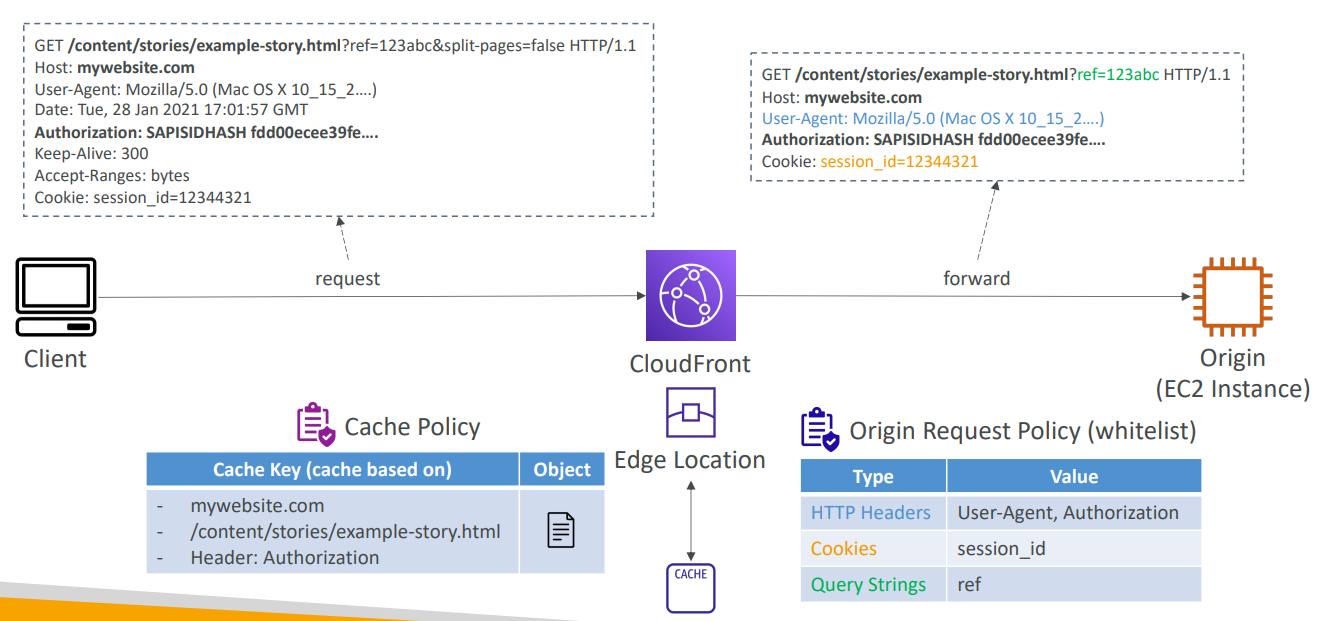 GET /content/stories/example-story.html?ref=123abc&split-pages=false HTTP/1.1
Host: mywebsite.com
User-Agent: Mozilla/5.0 (Mac OS X 10_15_2....)
Date: Tue, 28 Jan 2021 17:01:57 GMT
Authorization: SAPISIDHASH fdd00ecee39fe....
Keep-Alive: 300
Accept-Ranges: bytes
Cookie: session_id=12344321
GET /content/stories/example-story.html?ref=123abc HTTP/1.1
Host: mywebsite.com
User-Agent: Mozilla/5.0 (Mac OS X 10_15_2....)
Authorization: SAPISIDHASH fdd00ecee39fe....
Cookie: session_id=12344321
request
forward
Client
CloudFront
Origin
(EC2 Instance)
Cache Policy
Cache Key (cache based on)
Object
- mywebsite.com
- /content/stories/example-story.html
- Header: Authorization
Edge Location
CACHE
Origin Request Policy (whitelist)
Type
Value
HTTP Headers
User-Agent, Authorization
Cookies
session_id
Query Strings
ref